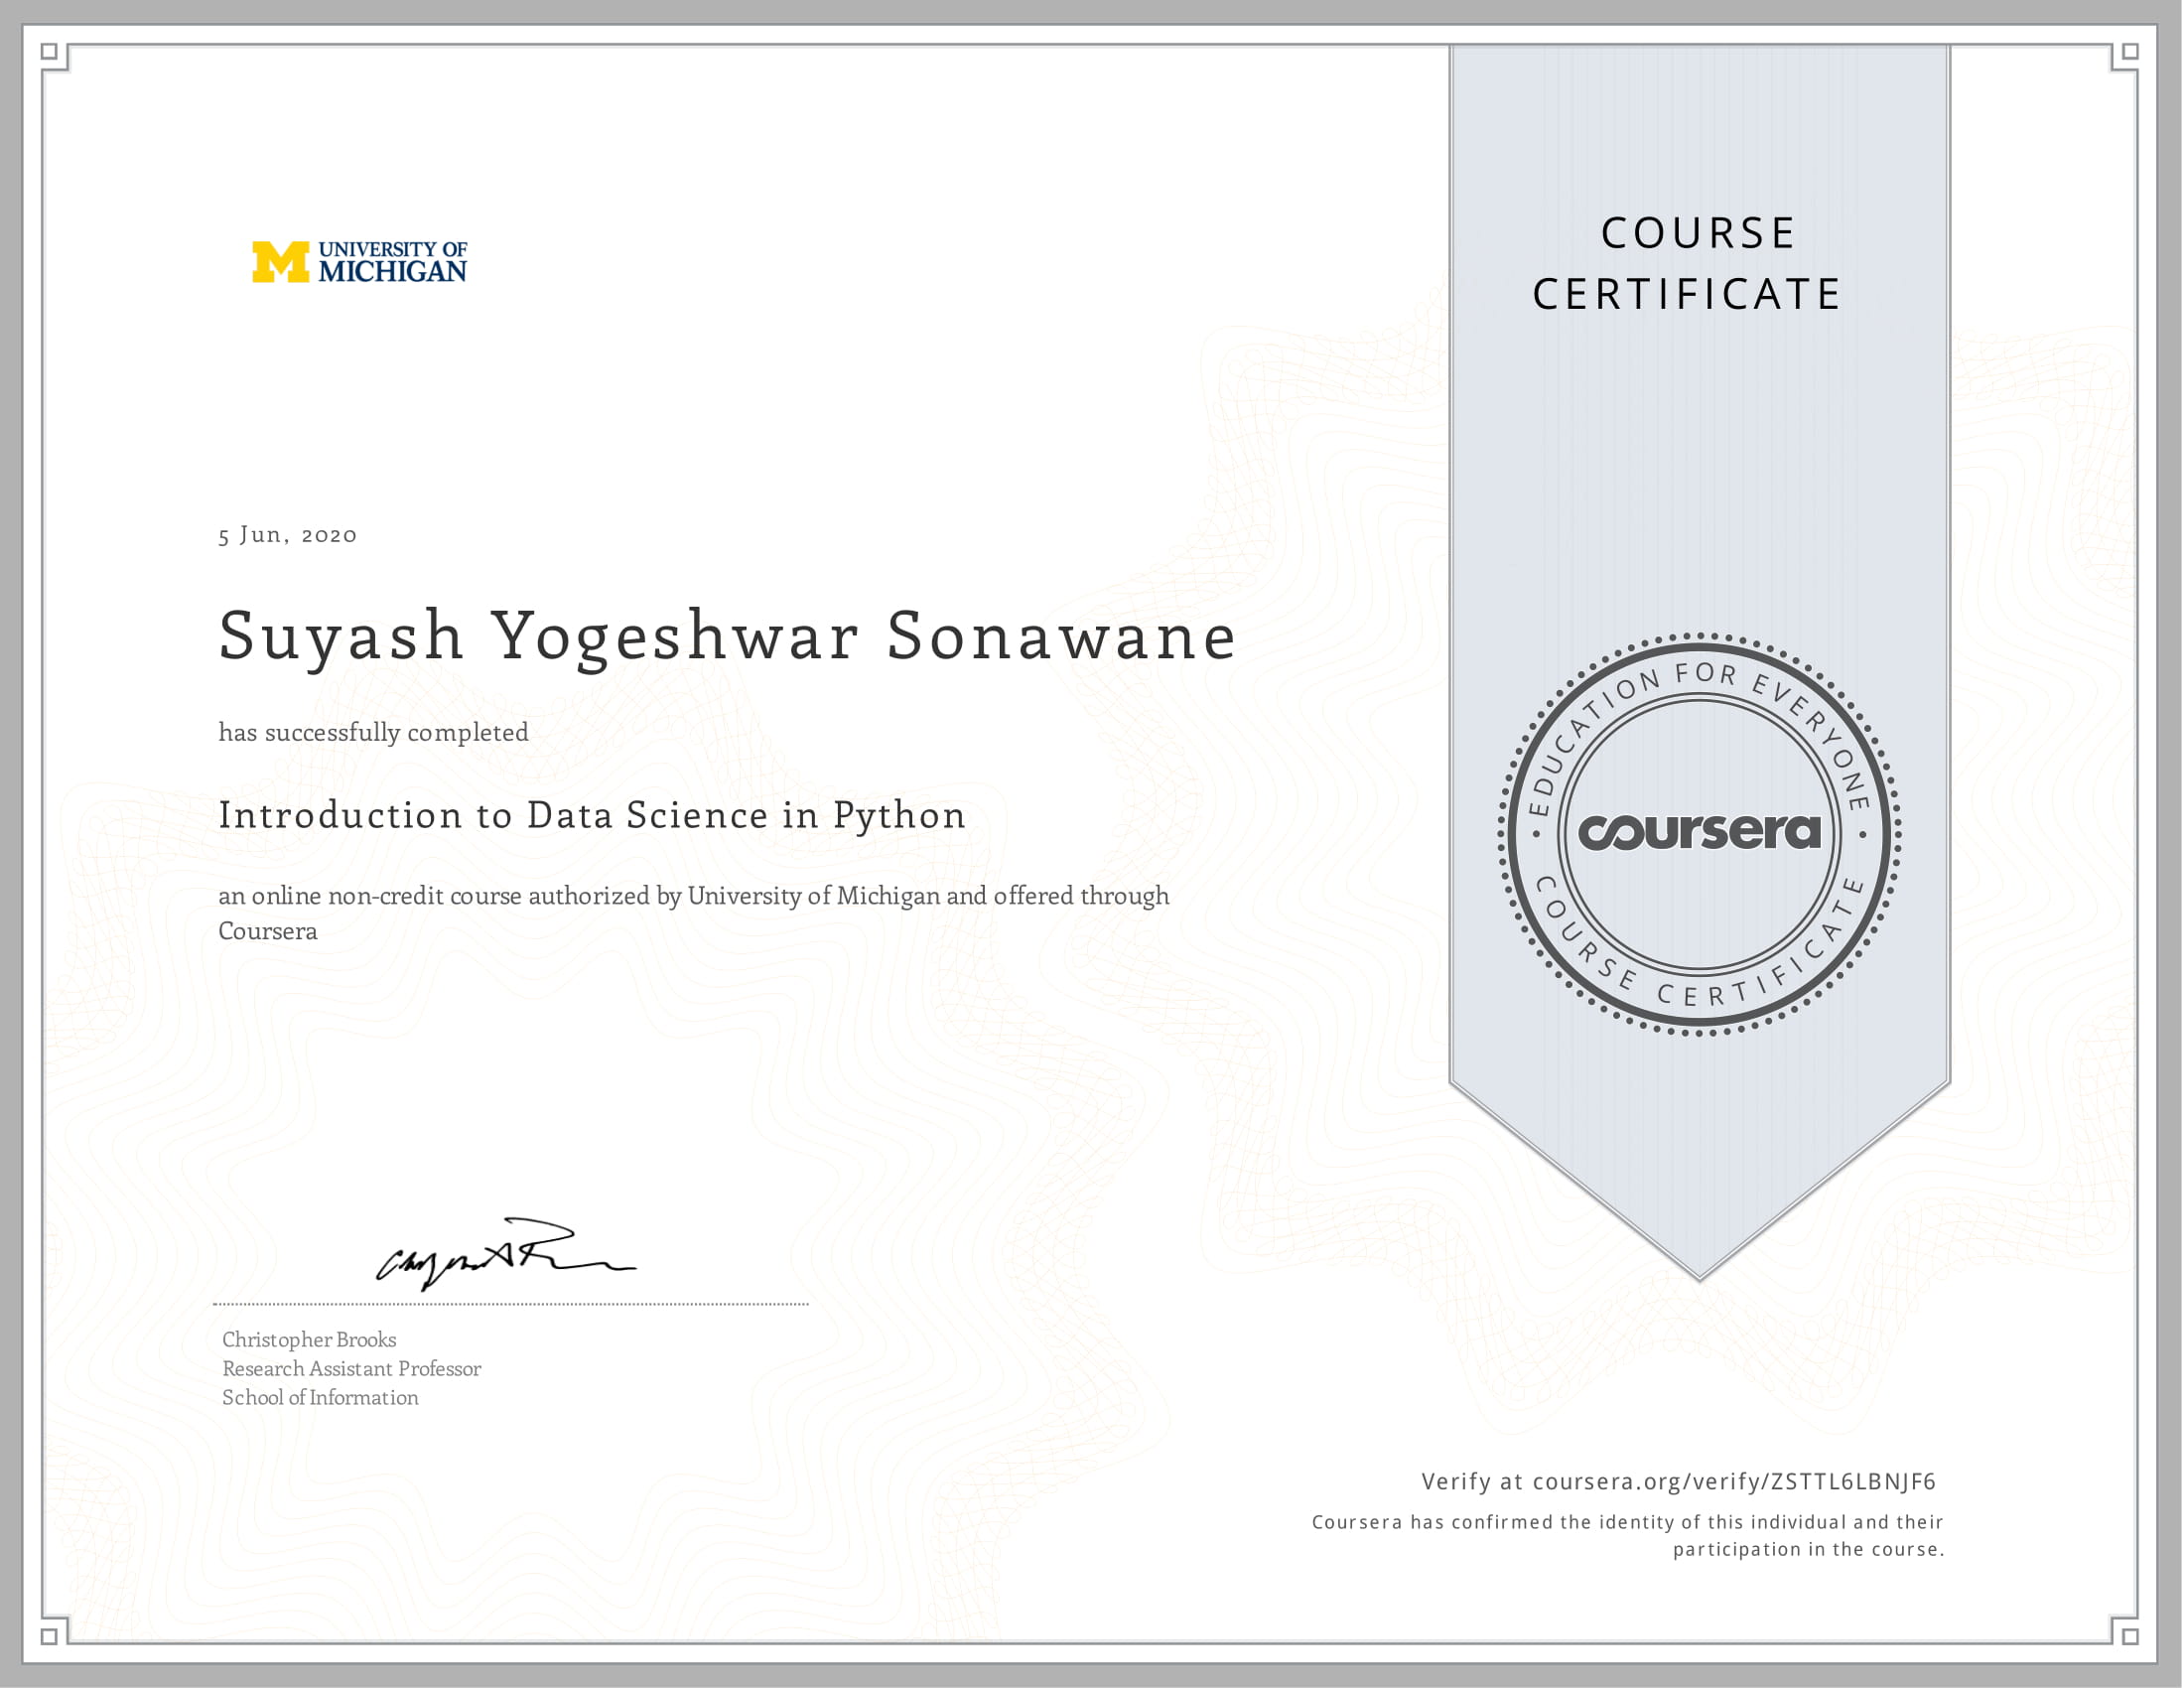 UNIVERSITY OF
MICHIGAN
COURSE
CERTIFICATE
5 Jun, 2020
Suyash Yogeshwar Sonawane
has successfully completed
Introduction to Data Science in Python
an online non-credit course authorized by University of Michigan and offered through
Coursera
EDUCATION FOR EVERYONE
coursera
COURSE CERTIFICATE
Christopher Brooks
Research Assistant Professor
School of Information
Verify at coursera.org/verify/ZSTTL6LBNJF6
Coursera has confirmed the identity of this individual and their
participation in the course.